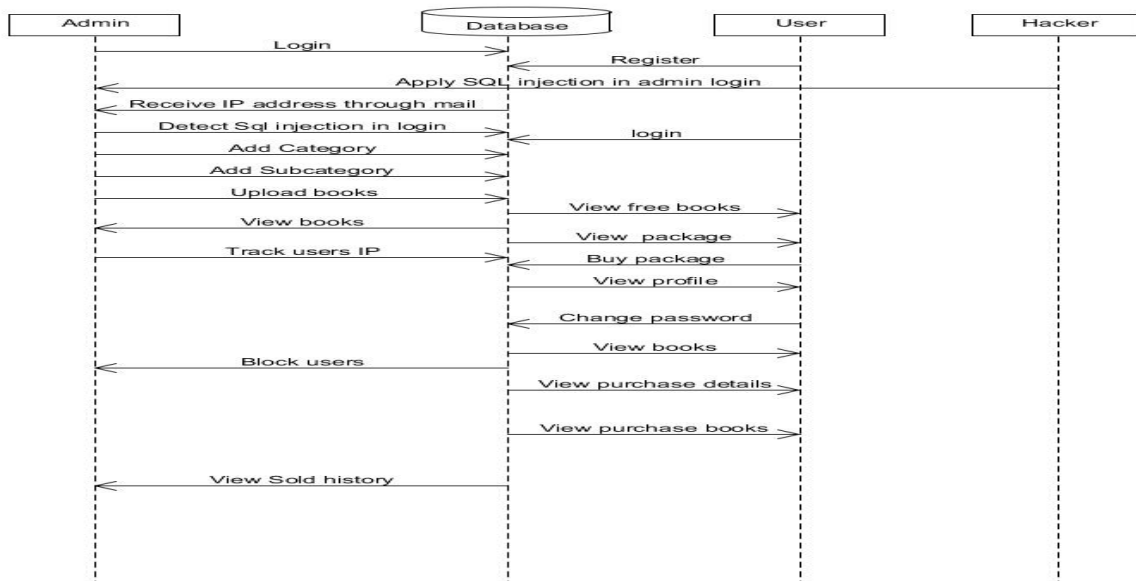 Admin
Database
User
Hacker
Login
Register
Apply SQL injection in admin login
Receive IP address through mail
Detect Sql injection in login
login
Add Category
Add Subcategory
Upload books
View free books
View books
View package
Track users IP
Buy package
View profile
Change password
View books
Block users
View purchase details
View purchase books
View Sold history